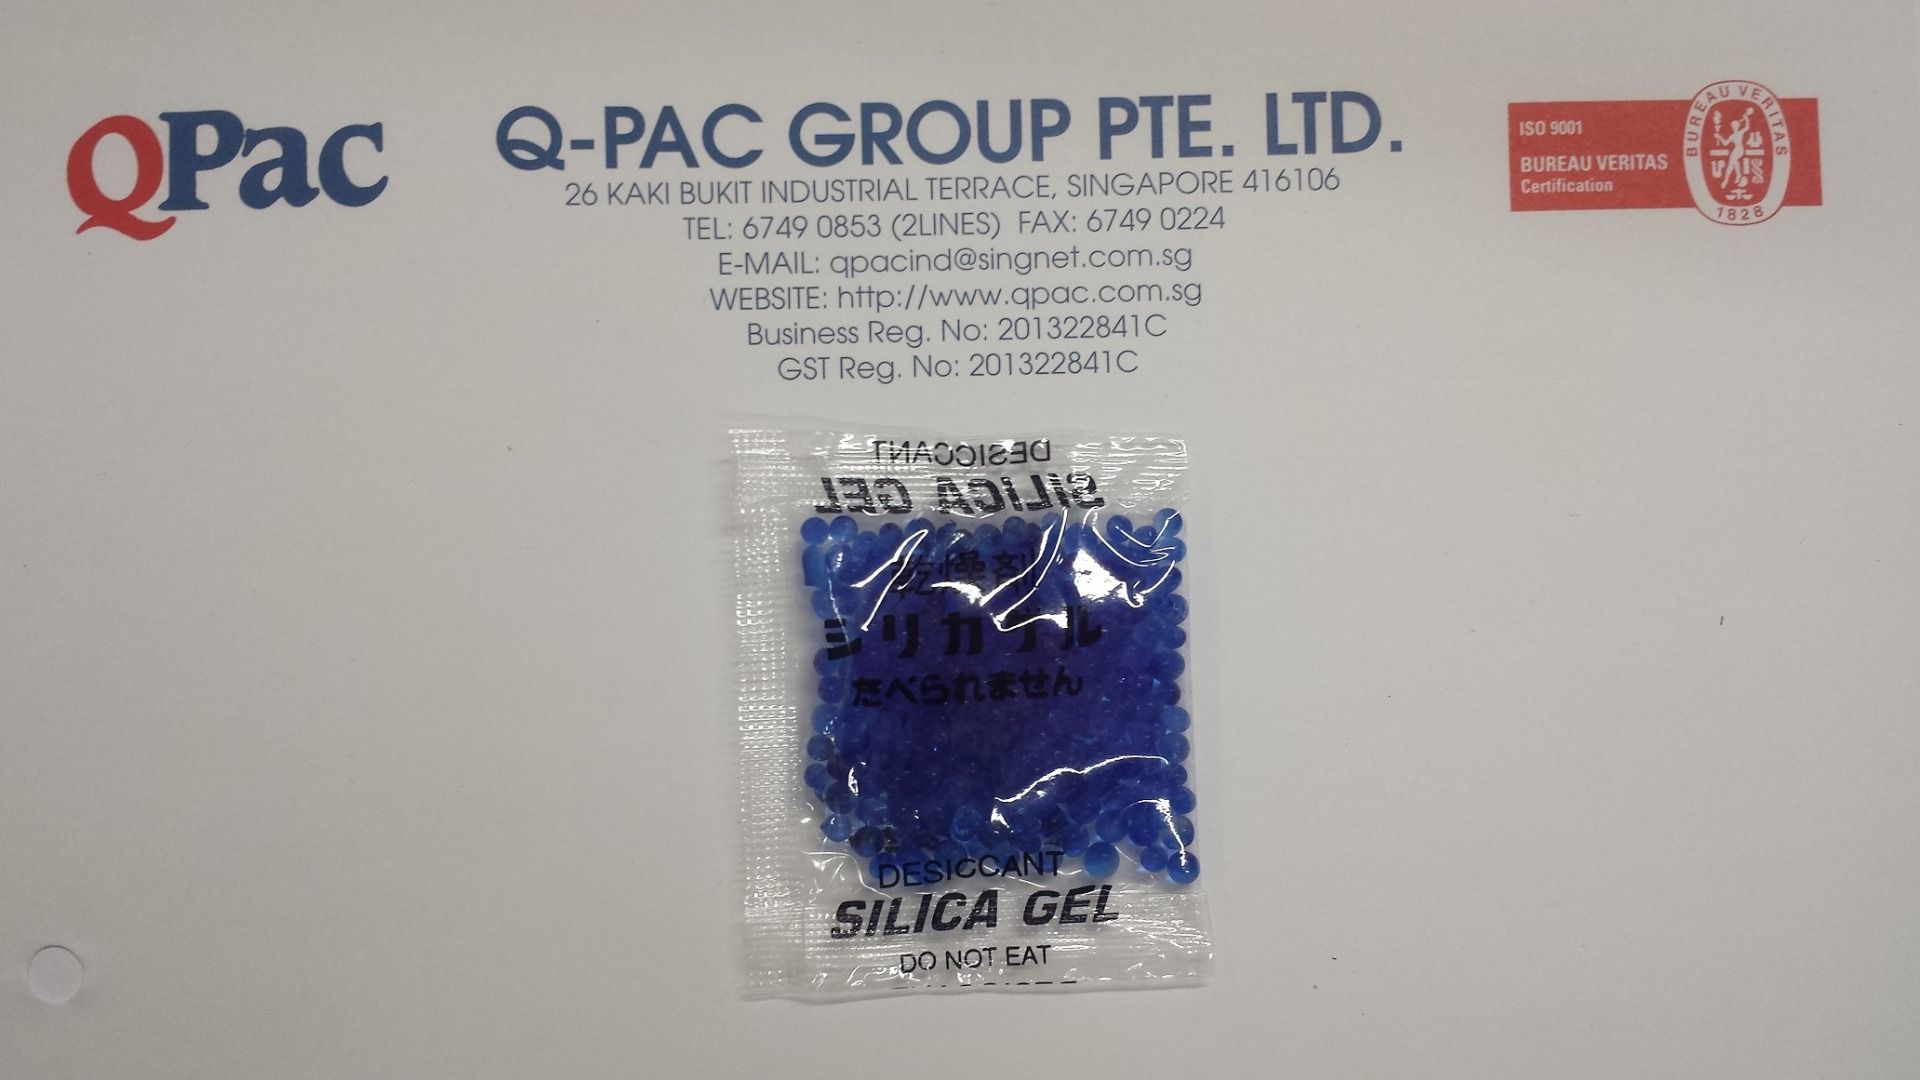 QPac
Q-PAC GROUP PTE. LTD.
26 KAKI BUKIT INDUSTRIAL TERRACE, SINGAPORE 416106
TEL: 6749 0853 (2LINES) FAX: 6749 0224
E-MAIL: qpacind@singnet.com.sg
WEBSITE: http://www.qpac.com.sg
Business Reg. No: 201322841C
GST Reg. No: 201322841C
ISO 9001
BUREAU VERITAS
Certification
BUREAU VERITAS
1828
DESICCANT
SILICA GEL
乾燥剤
シリカゲル
たべられません
DESICCANT
SILICA GEL
DO NOT EAT